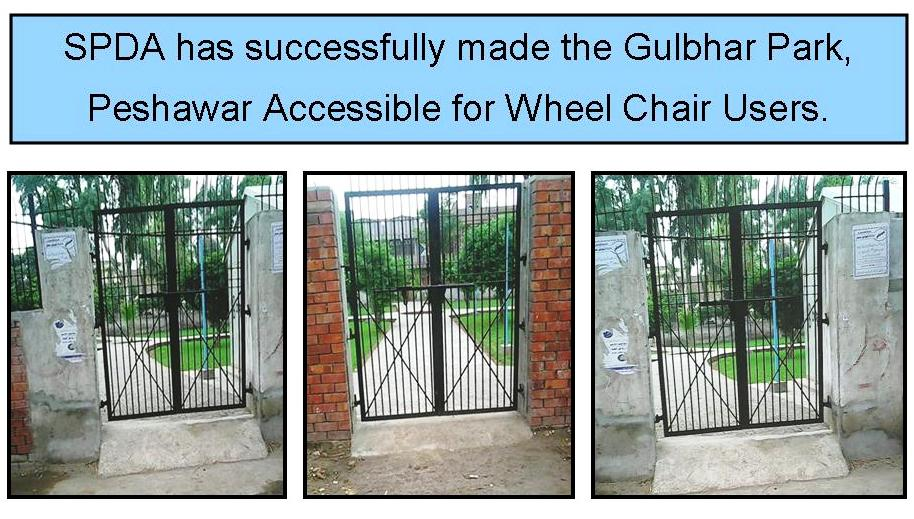 SPDA has successfully made the Gulbhar Park,
Peshawar Accessible for Wheel Chair Users.